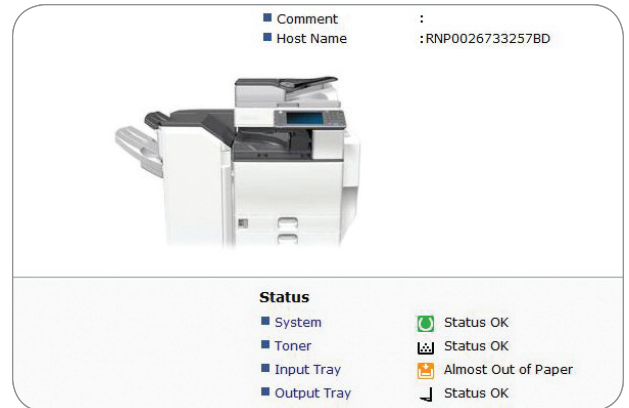 Comment :
Host Name :RNP0026733257BD
Status
System Status OK
Toner Status OK
Input Tray Almost Out of Paper
Output Tray Status OK